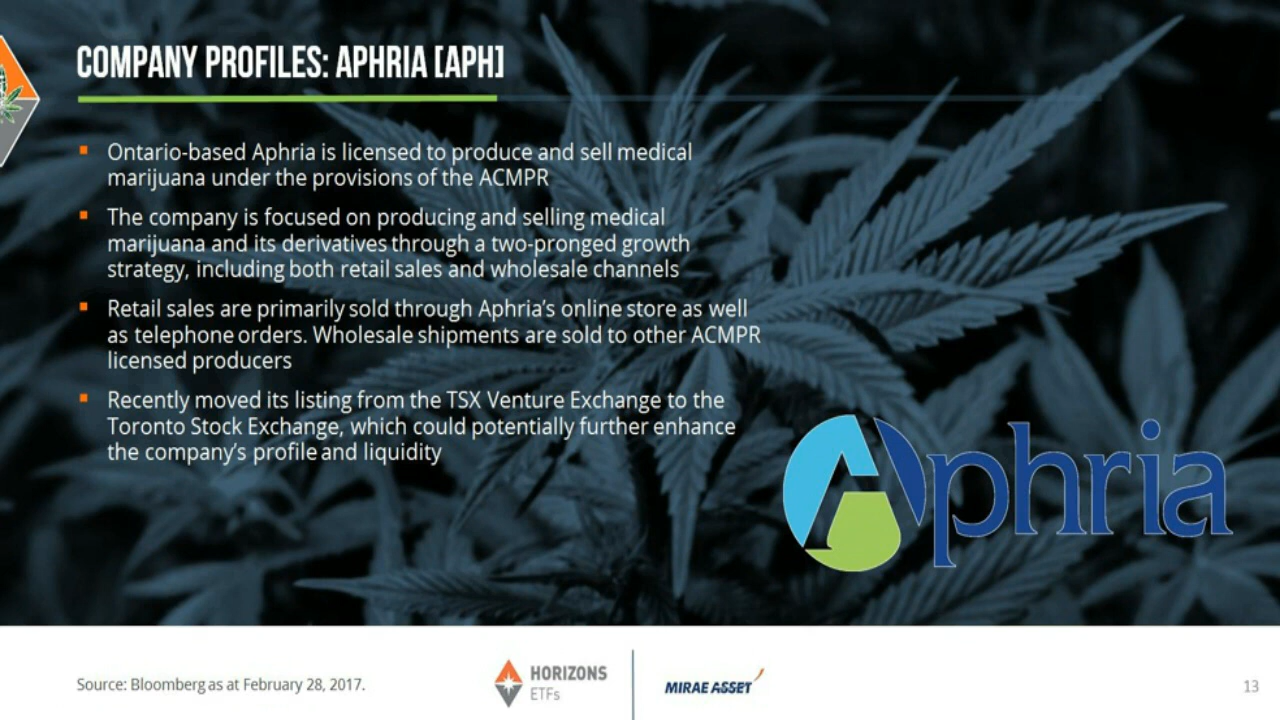 COMPANY PROFILES: APHRIA [APH]
Ontario-based Aphria is licensed to produce and sell medical
marijuana under the provisions of the ACMPR
The company is focused on producing and selling medical
marijuana and its derivatives through a two-pronged growth
strategy, including both retail sales and wholesale channels
Retail sales are primarily sold through Aphria's online store as well
as telephone orders. Wholesale shipments are sold to other ACMPR
licensed producers
Recently moved its listing from the TSX Venture Exchange to the
Toronto Stock Exchange, which could potentially further enhance
the company's profile and liquidity
Aphria
Source: Bloomberg as at February 28, 2017.
HORIZONS
ETFs
MIRAE ASSET
13